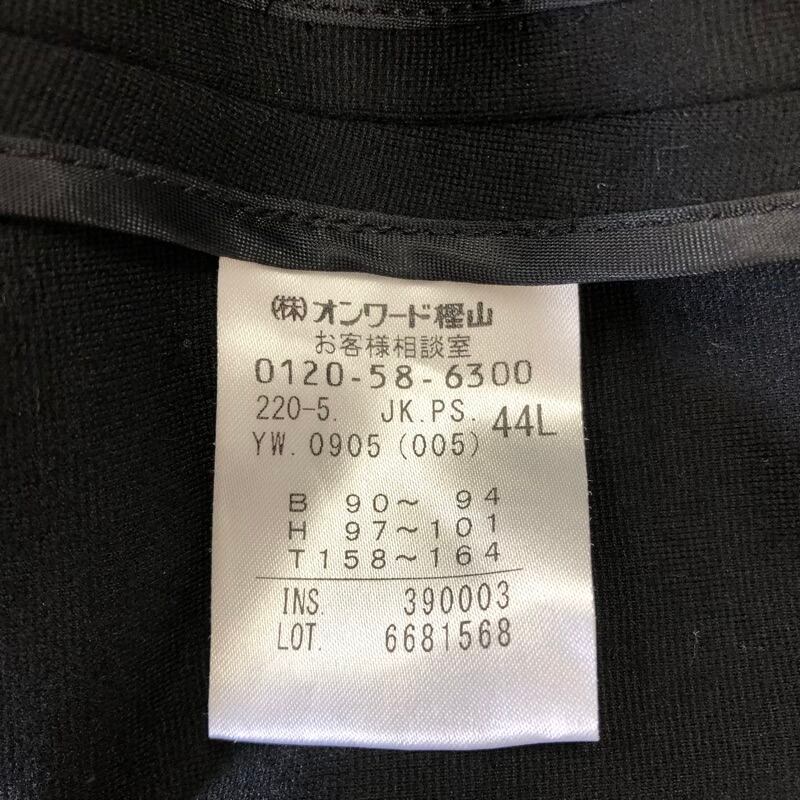 (株)オンワード樫山
お客様相談室
0120-58-6300
220-5. JK.PS. 44L
YW. 0905 (005)
B 90～ 94
H 97～101
T158～164
INS. 390003
LOT. 6681568